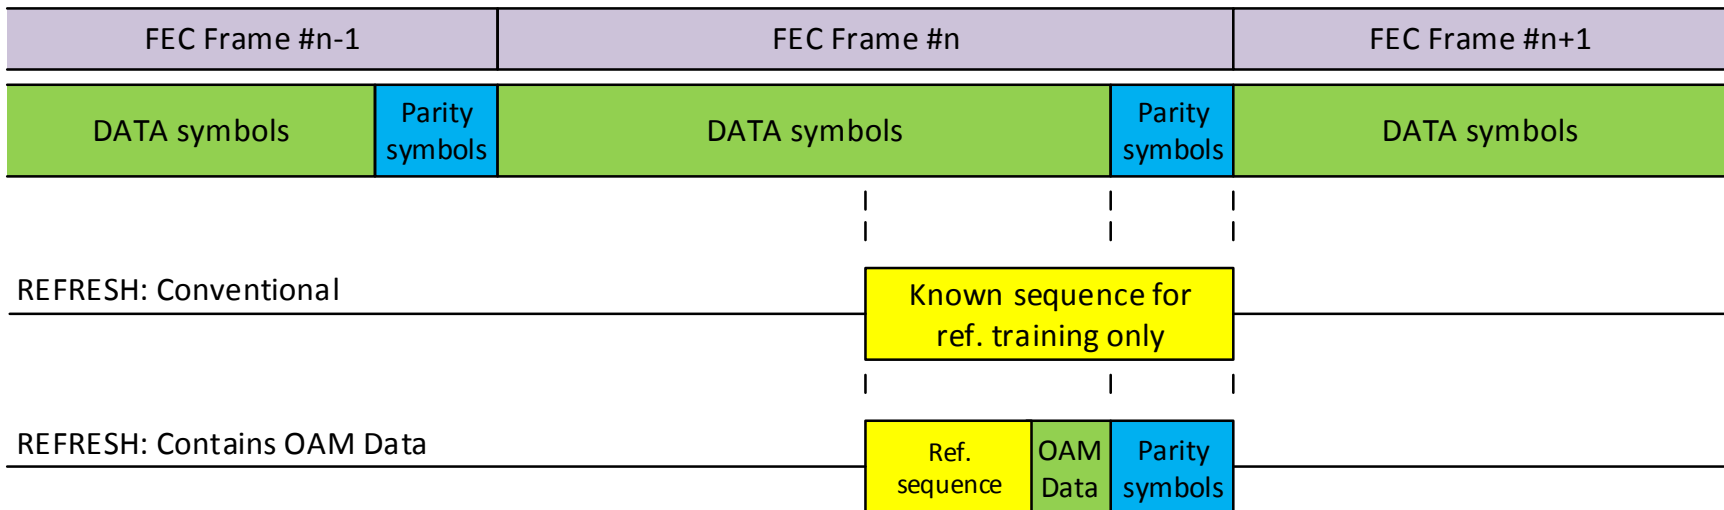 FEC Frame #n-1
FEC Frame #n
FEC Frame #n+1
DATA symbols
Parity
symbols
DATA symbols
Parity
symbols
DATA symbols
REFRESH: Conventional
Known sequence for
ref. training only
REFRESH: Contains OAM Data
Ref.
sequence
OAM
Data
Parity
symbols